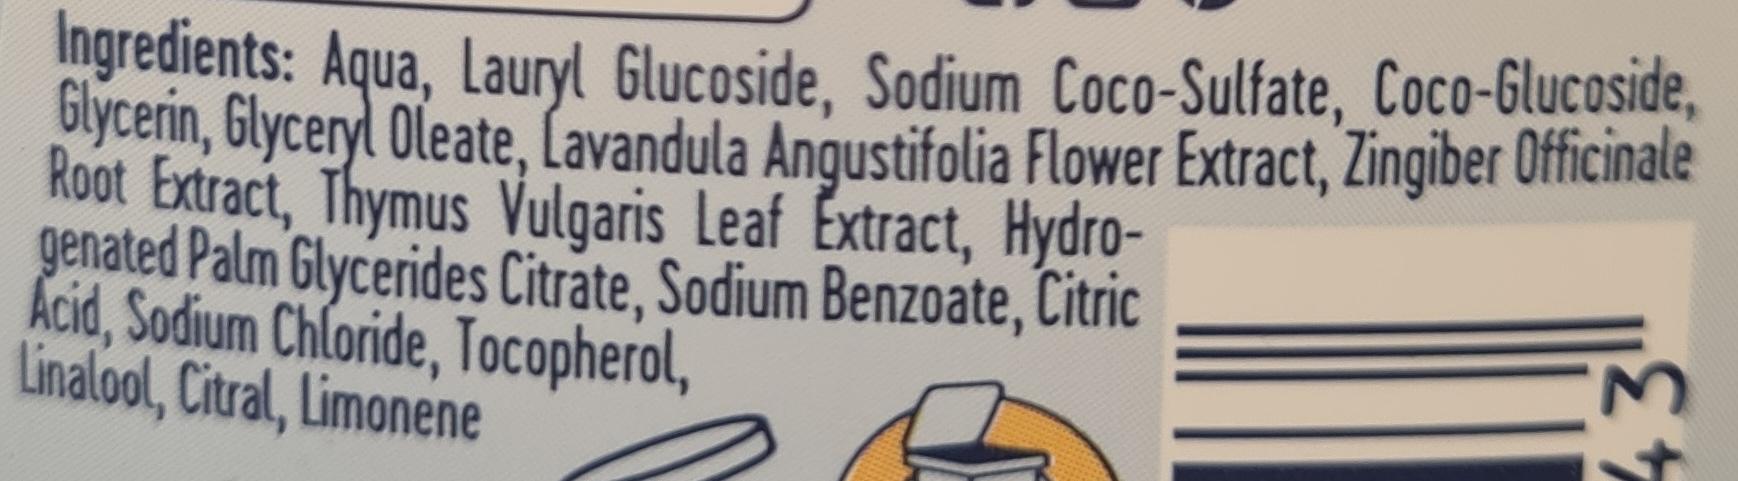 Ingredients: Aqua, Lauryl Glucoside, Sodium Coco-Sulfate, Coco-Glucoside,
Glycerin, Glyceryl Oleate, Lavandula Angustifolia Flower Extract, Zingiber Officinale
Root Extract, Thymus Vulgaris Leaf Extract, Hydro-
genated Palm Glycerides Citrate, Sodium Benzoate, Citric
Acid, Sodium Chloride, Tocopherol,
Linalool, Citral, Limonene
43